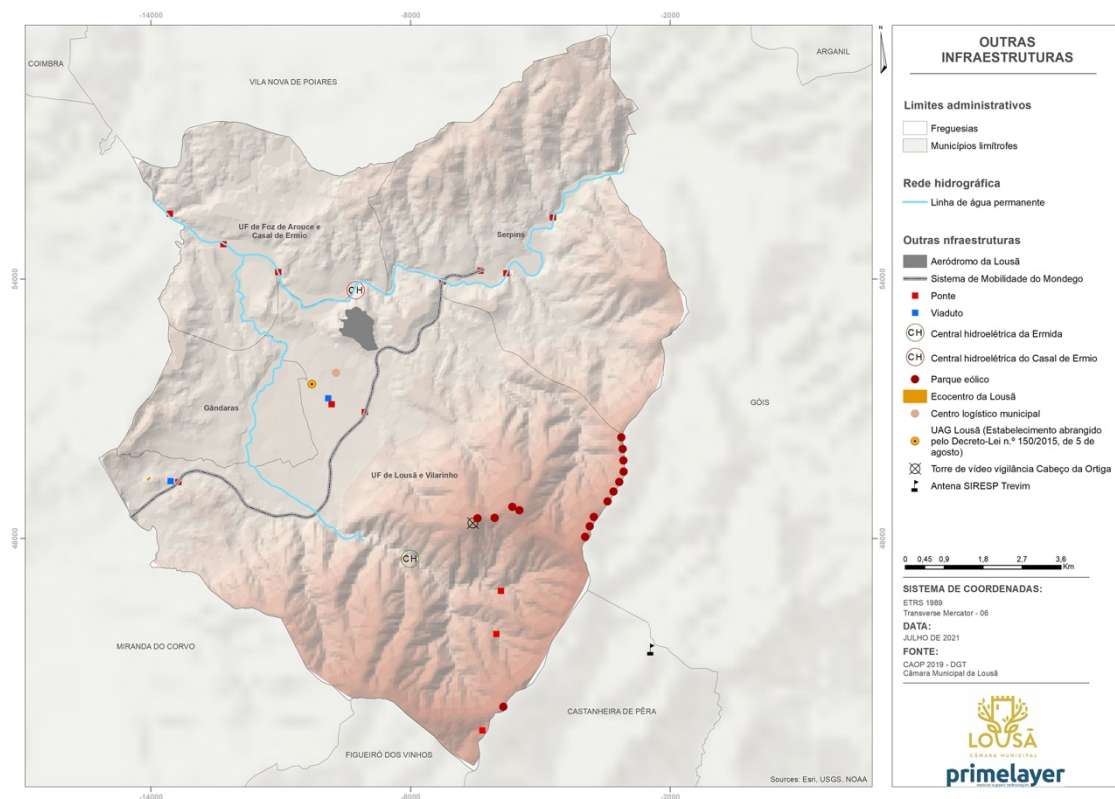 -14000
-8000
-2000
COIMBRA
VILA NOVA DE POIARES
ARGANIL
N
UF de Foz de Arouce e
Casal de Ermio
Serpins
54000
54000
CH
Gândaras
GÓIS
UF de Lousã e Vilarinho
48000
48000
CH
MIRANDA DO CORVO
CASTANHEIRA DE PÊRA
FIGUEIRÓ DOS VINHOS
Sources: Esri, USGS, NOAA
-14000
-8000
-2000
OUTRAS
INFRAESTRUTURAS
Limites administrativos
Freguesias
Municípios limítrofes
Rede hidrográfica
Linha de água permanente
Outras nfraestruturas
Aeródromo da Lousã
Sistema de Mobilidade do Mondego
Ponte
Viaduto
CH Central hidroelétrica da Ermida
CH Central hidroelétrica do Casal de Ermio
Parque eólico
Ecocentro da Lousã
Centro logístico municipal
UAG Lousã (Estabelecimento abrangido
pelo Decreto-Lei n.º 150/2015, de 5 de
agosto)
Torre de vídeo vigilância Cabeço da Ortiga
Antena SIRESP Trevim
0 0,45 0,9 1,8 2,7 3,6
Km
SISTEMA DE COORDENADAS:
ETRS 1989
Transverse Mercator - 06
DATA:
JULHO DE 2021
FONTE:
CAOP 2019 - DGT
Câmara Municipal da Lousã
LOUSÃ
CÂMARA MUNICIPAL
primelayer